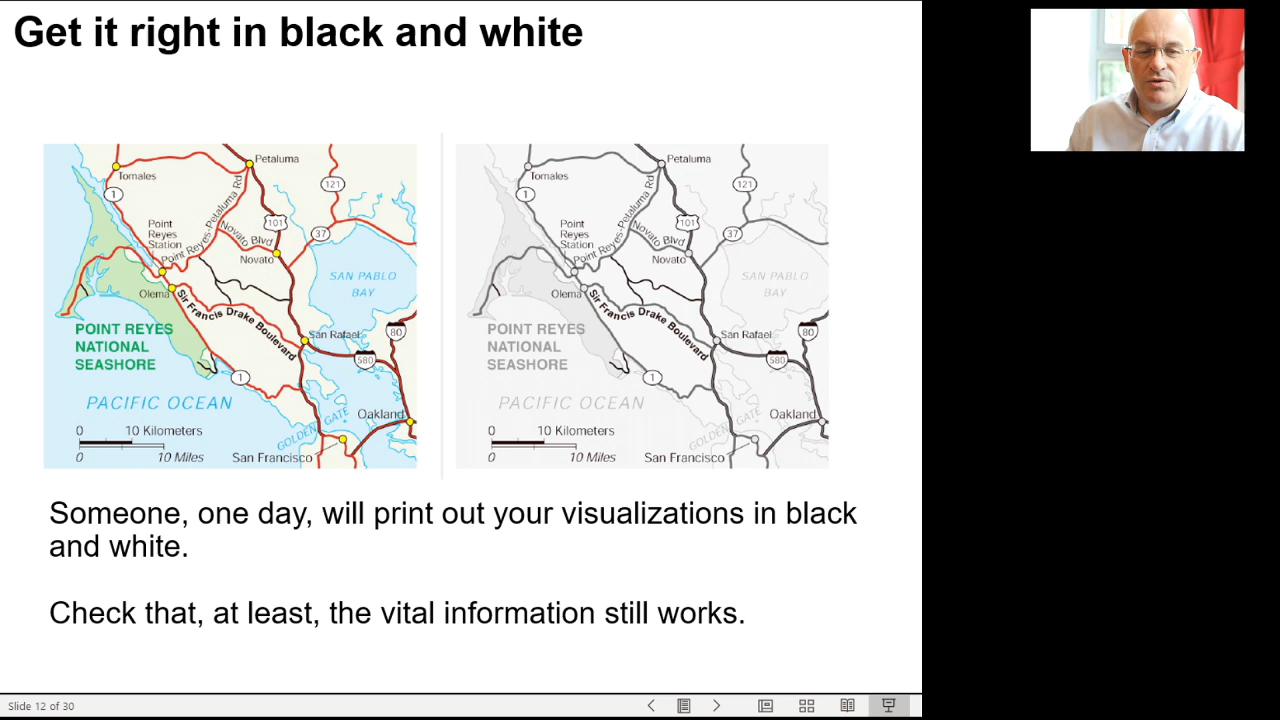 Get it right in black and white
Petaluma
Tomales
121
1
Point Reyes-Petaluma Rd
101
Point
Reyes
Station
Novato
Blvd
37
Novato
SAN PABLO
BAY
Olema
Sir Francis Drake Boulevard
POINT REYES
NATIONAL
SEASHORE
San Rafael
80
580
1
PACIFIC OCEAN
GOLDEN GATE
Oakland
0 10 Kilometers
0 10 Miles
San Francisco
Petaluma
Tomales
121
1
Point Reyes-Petaluma Rd
101
Point
Reyes
Station
Novato
Blvd
37
Novato
SAN PABLO
BAY
Olema
Sir Francis Drake Boulevard
POINT REYES
NATIONAL
SEASHORE
San Rafael
80
580
1
PACIFIC OCEAN
GOLDEN GATE
Oakland
0 10 Kilometers
0 10 Miles
San Francisco
Someone, one day, will print out your visualizations in black
and white.
Check that, at least, the vital information still works.
Slide 12 of 30